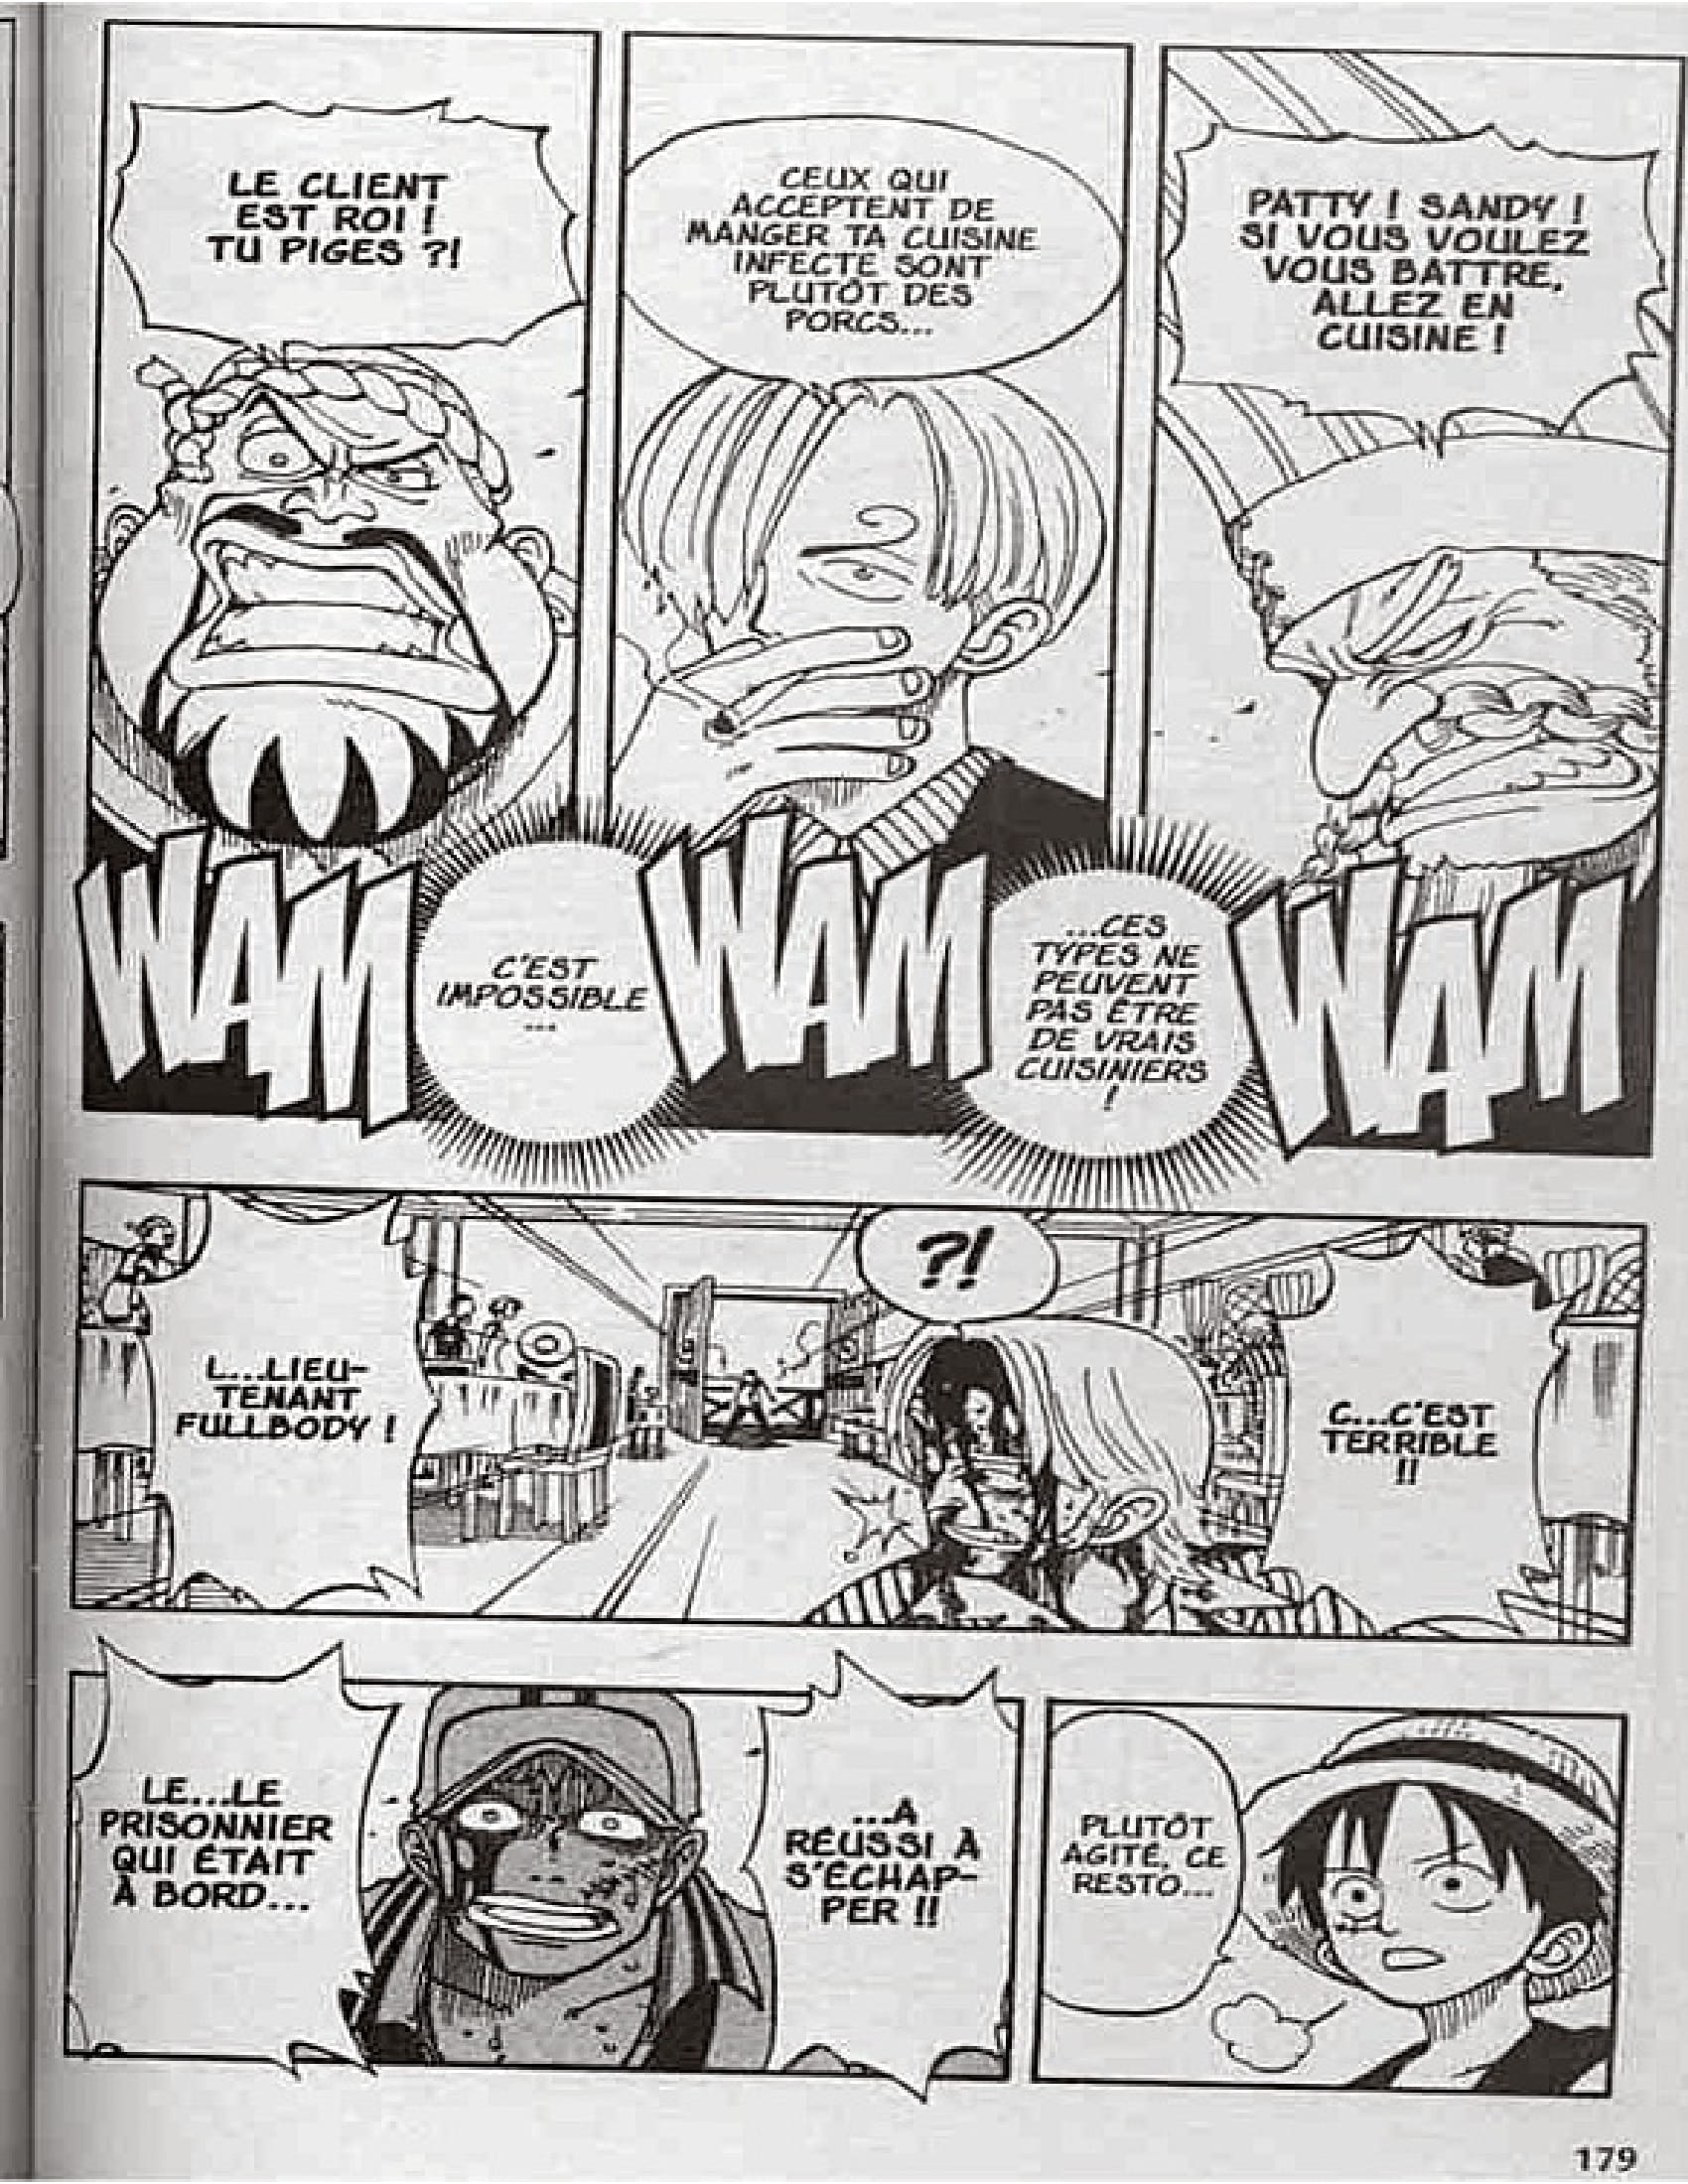 LE CLIENT
EST ROI !
TU PIGES ?!
CEUX QUI
ACCEPTENT DE
MANGER TA CUISINE
INFECTE SONT
PLUTÔT DES
PORCS...
PATTY ! SANDY !
SI VOUS VOULEZ
VOUS BATTRE,
ALLEZ EN
CUISINE !
WAM
C'EST
IMPOSSIBLE
...
WAM
...CES
TYPES NE
PEUVENT
PAS ÊTRE
DE VRAIS
CUISINIERS
!
WAM
L...LIEU-
TENANT
FULLBODY !
?!
C...C'EST
TERRIBLE
!!
LE...LE
PRISONNIER
QUI ÉTAIT
À BORD...
...A
RÉUSSI À
S'ÉCHAP-
PER !!
PLUTÔT
AGITÉ, CE
RESTO...
179